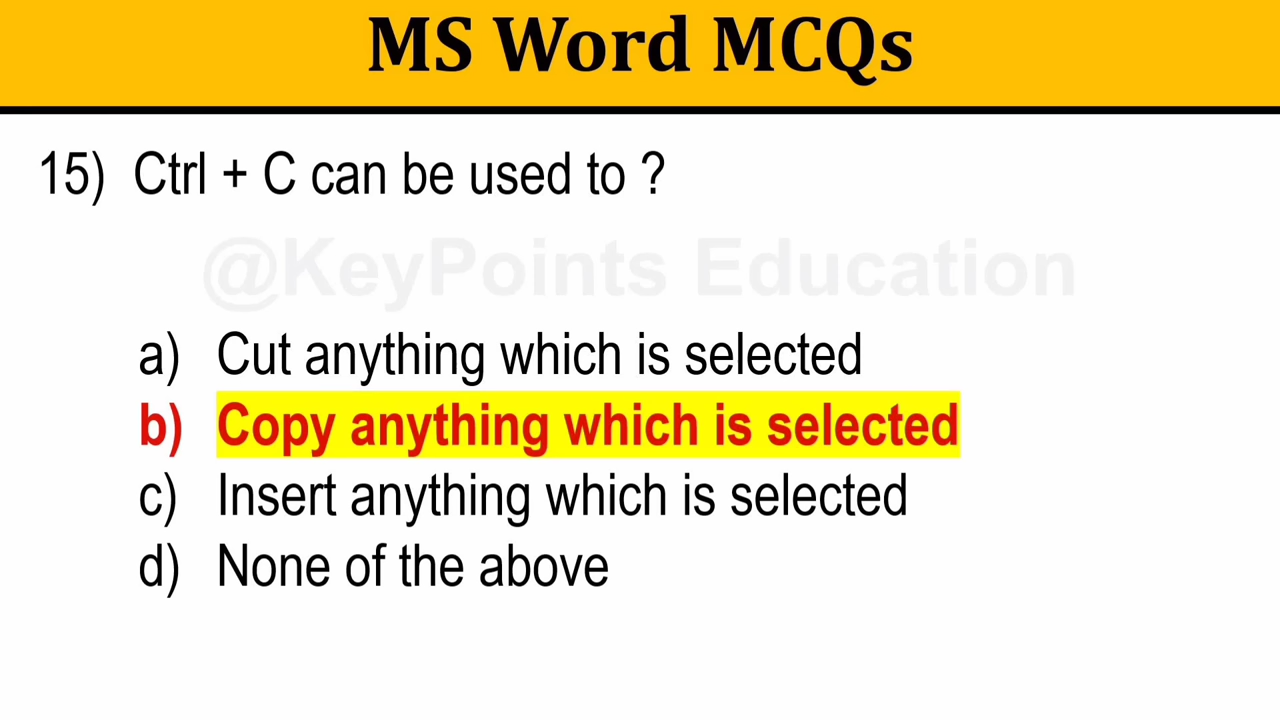 MS Word MCQs
15) Ctrl + C can be used to ?
@KeyPoints Education
a) Cut anything which is selected
b) Copy anything which is selected
c) Insert anything which is selected
d) None of the above